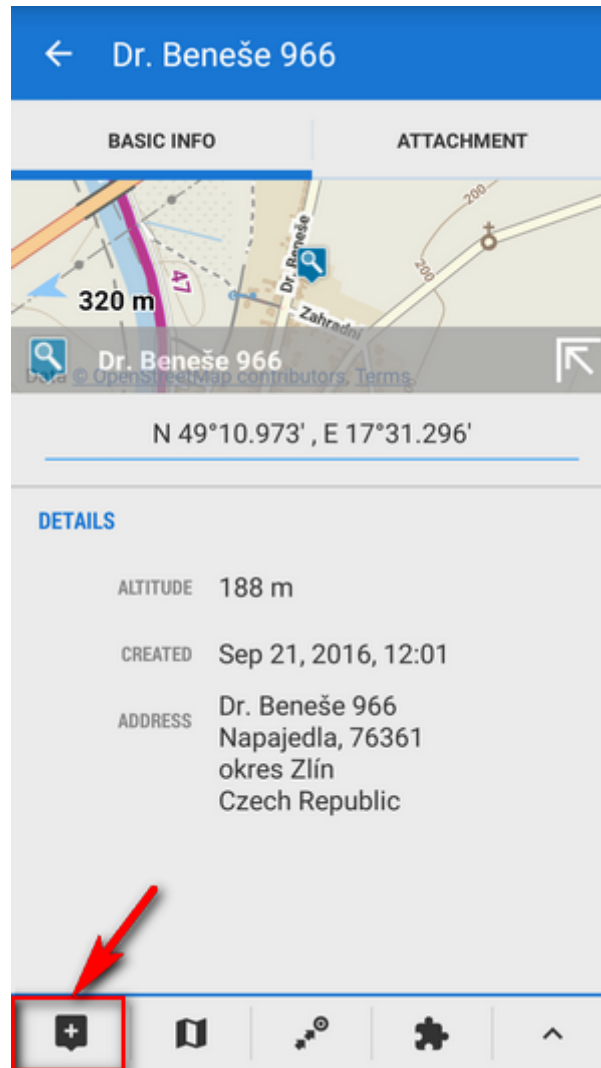 Dr. Beneše 966
BASIC INFO
ATTACHMENT
200
Dr. Beneše
200
47
320 m
Zahradní
Dr. Beneše 966
Data © OpenStreetMap contributors, Terms
N 49°10.973' , E 17°31.296'
DETAILS
ALTITUDE 188 m
CREATED Sep 21, 2016, 12:01
ADDRESS Dr. Beneše 966
Napajedla, 76361
okres Zlín
Czech Republic